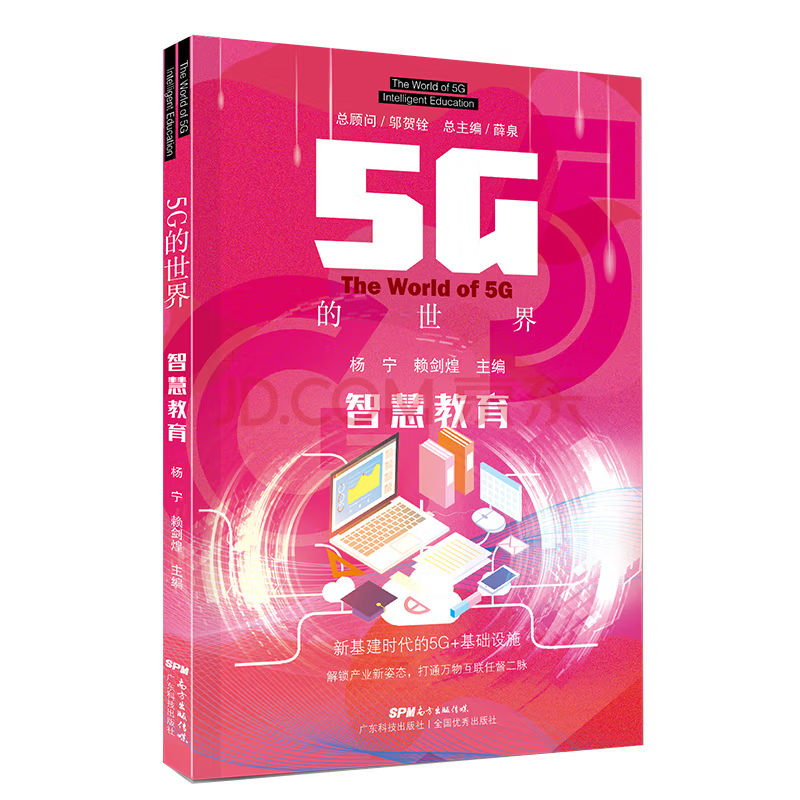 The World of 5G
Intelligent Education
5G的世界
智慧教育
杨 宁 赖剑煌 主编
SPM 南方出版传媒
广东科技出版社
The World of 5G
Intelligent Education
总顾问/邬贺铨 总主编/薛泉
5G
The World of 5G
的世界
杨 宁 赖剑煌 主编
JD.COM 京东
智慧教育
新基建时代的5G+基础设施
解锁产业新姿态，打通万物互联任督二脉
SPM 南方出版传媒
广东科技出版社|全国优秀出版社